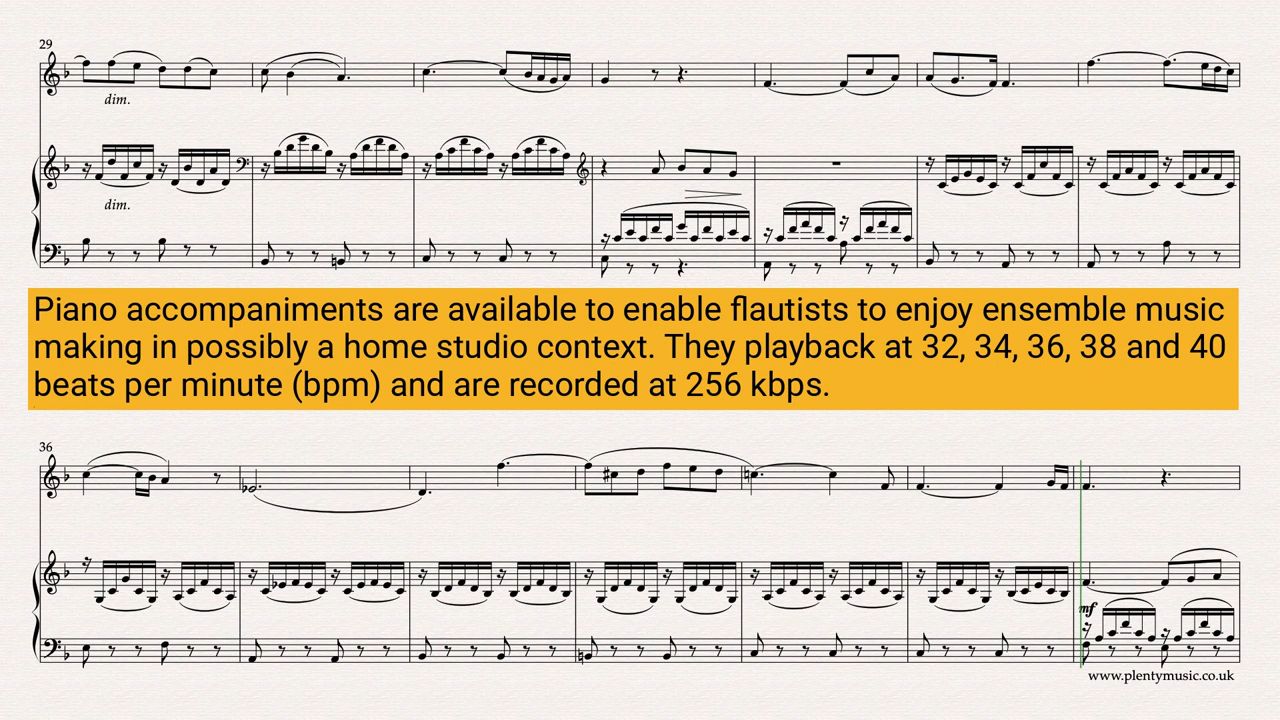 29
dim.
dim.
Piano accompaniments are available to enable flautists to enjoy ensemble music
making in possibly a home studio context. They playback at 32, 34, 36, 38 and 40
beats per minute (bpm) and are recorded at 256 kbps.
36
mf
www.plentymusic.co.uk